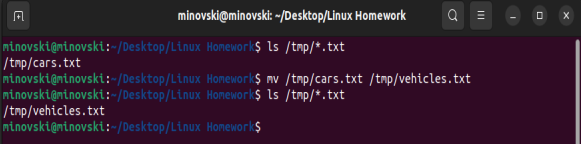 minovski@minovski: ~/Desktop/Linux Homework
minovski@minovski:~/Desktop/Linux Homework$ ls /tmp/*.txt
/tmp/cars.txt
minovski@minovski:~/Desktop/Linux Homework$ mv /tmp/cars.txt /tmp/vehicles.txt
minovski@minovski:~/Desktop/Linux Homework$ ls /tmp/*.txt
/tmp/vehicles.txt
minovski@minovski:~/Desktop/Linux Homework$